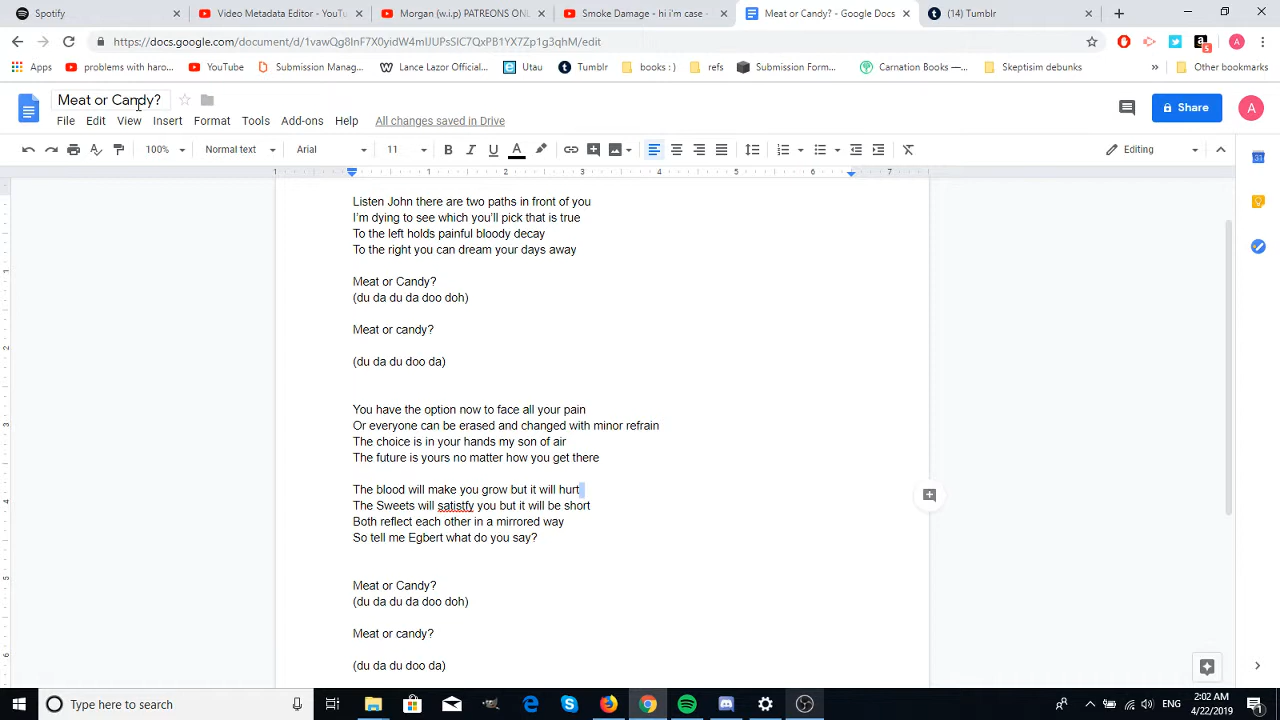 Spotify
Video Metadata Editor - YouTu
Morgan (w.i.p) PATREONS ONL
Smoke Damage - hi i'm case -
Meat or Candy? - Google Docs
(14) Tumblr
Apps
problems with haro...
YouTube
Submission Manag...
Lance Lazor Official...
Utau
Tumblr
books :)
refs
Submission Form...
Carnation Books —...
Skeptisim debunks
Other bookmarks
Meat or Candy?
File Edit View Insert Format Tools Add-ons Help All changes saved in Drive
Share
A
100% Normal text Arial 11 B I U A Editing
1 1 2 3 4 5 6 7
Listen John there are two paths in front of you
I'm dying to see which you'll pick that is true
To the left holds painful bloody decay
To the right you can dream your days away
Meat or Candy?
(du da du da doo doh)
Meat or candy?
(du da du doo da)
You have the option now to face all your pain
Or everyone can be erased and changed with minor refrain
The choice is in your hands my son of air
The future is yours no matter how you get there
The blood will make you grow but it will hurt
The Sweets will satistfy you but it will be short
Both reflect each other in a mirrored way
So tell me Egbert what do you say?
Meat or Candy?
(du da du da doo doh)
Meat or candy?
(du da du doo da)
Type here to search
ENG
2:02 AM
4/22/2019